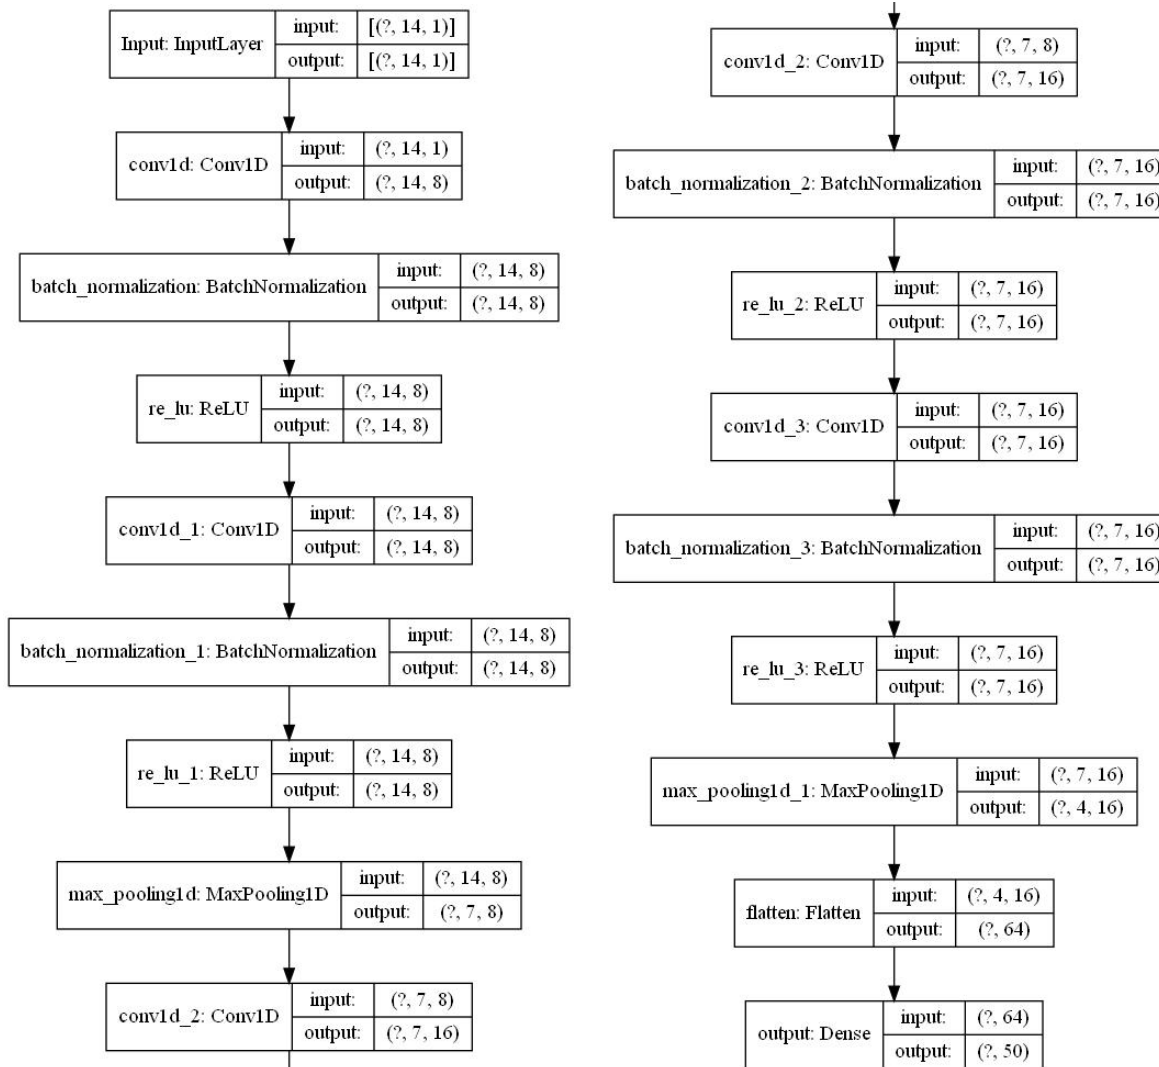 Input: InputLayer
input: [(?, 14, 1)]
output: [(?, 14, 1)]
conv1d: Conv1D
input: (?, 14, 1)
output: (?, 14, 8)
batch_normalization: BatchNormalization
input: (?, 14, 8)
output: (?, 14, 8)
re_lu: ReLU
input: (?, 14, 8)
output: (?, 14, 8)
conv1d_1: Conv1D
input: (?, 14, 8)
output: (?, 14, 8)
batch_normalization_1: BatchNormalization
input: (?, 14, 8)
output: (?, 14, 8)
re_lu_1: ReLU
input: (?, 14, 8)
output: (?, 14, 8)
max_pooling1d: MaxPooling1D
input: (?, 14, 8)
output: (?, 7, 8)
conv1d_2: Conv1D
input: (?, 7, 8)
output: (?, 7, 16)
conv1d_2: Conv1D
input: (?, 7, 8)
output: (?, 7, 16)
batch_normalization_2: BatchNormalization
input: (?, 7, 16)
output: (?, 7, 16)
re_lu_2: ReLU
input: (?, 7, 16)
output: (?, 7, 16)
conv1d_3: Conv1D
input: (?, 7, 16)
output: (?, 7, 16)
batch_normalization_3: BatchNormalization
input: (?, 7, 16)
output: (?, 7, 16)
re_lu_3: ReLU
input: (?, 7, 16)
output: (?, 7, 16)
max_pooling1d_1: MaxPooling1D
input: (?, 7, 16)
output: (?, 4, 16)
flatten: Flatten
input: (?, 4, 16)
output: (?, 64)
output: Dense
input: (?, 64)
output: (?, 50)